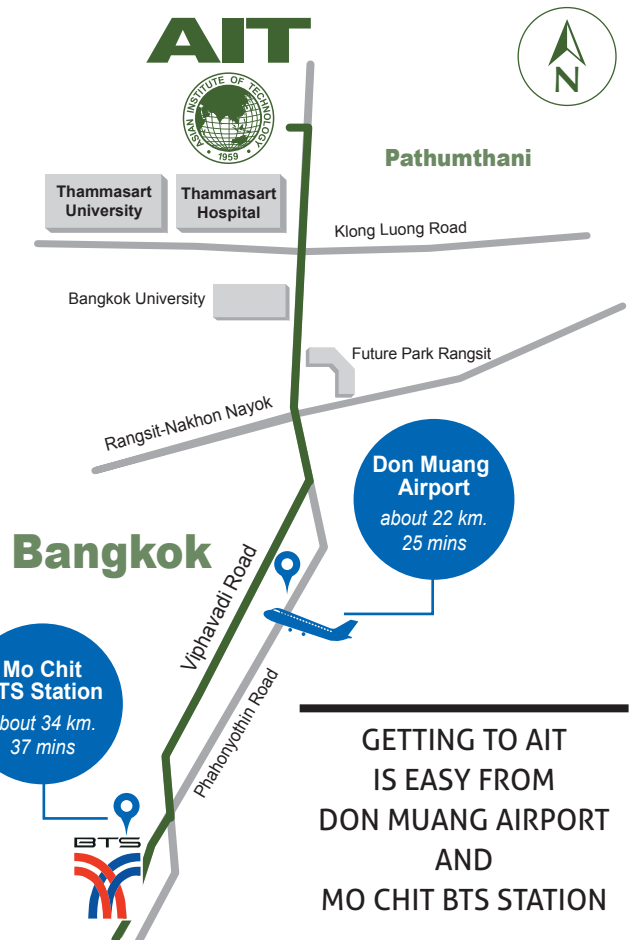 AIT
ASIAN INSTITUTE OF TECHNOLOGY
1959
N
Pathumthani
Thammasart
University
Thammasart
Hospital
Klong Luong Road
Bangkok University
Future Park Rangsit
Rangsit-Nakhon Nayok
Don Muang
Airport
about 22 km.
25 mins
Bangkok
Viphavadi Road
Phahonyothin Road
Mo Chit
TS Station
bout 34 km.
37 mins
BTS
GETTING TO AIT
IS EASY FROM
DON MUANG AIRPORT
AND
MO CHIT BTS STATION